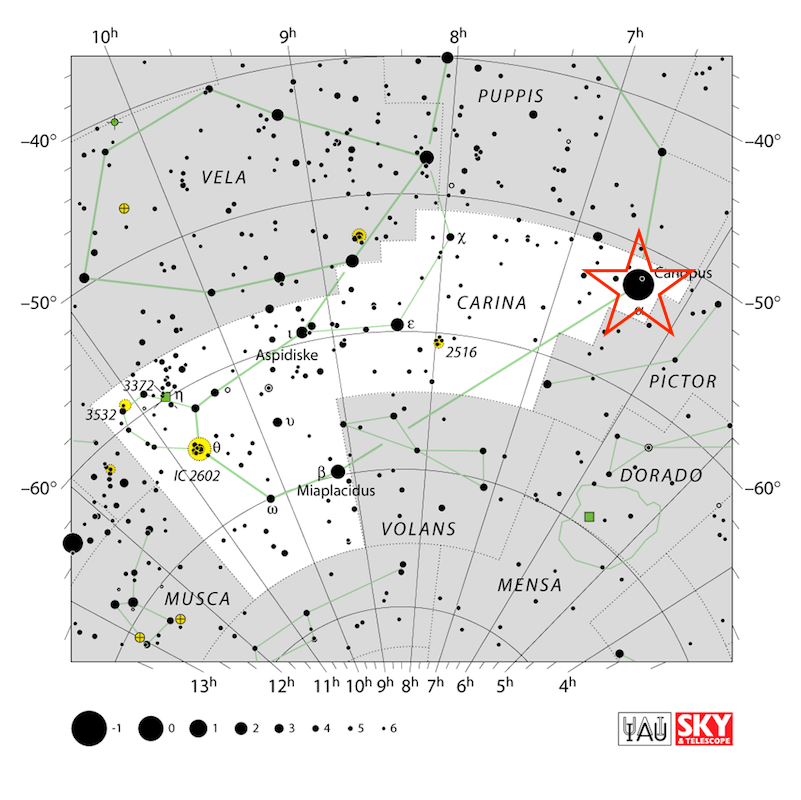 10h 9h 8h 7h
PUPPIS
–40° –40°
VELA
χ
Canopus
α
–50° CARINA –50°
ι ε
Aspidiske 2516
PICTOR
3372 η
3532
υ
θ
IC 2602 β DORADO
–60° Miaplacidus –60°
ω
VOLANS
MENSA
MUSCA
13h 12h 11h 10h 9h 8h 7h 6h 5h 4h
-1 0 1 2 3 4 5 6
IAU
SKY
& TELESCOPE